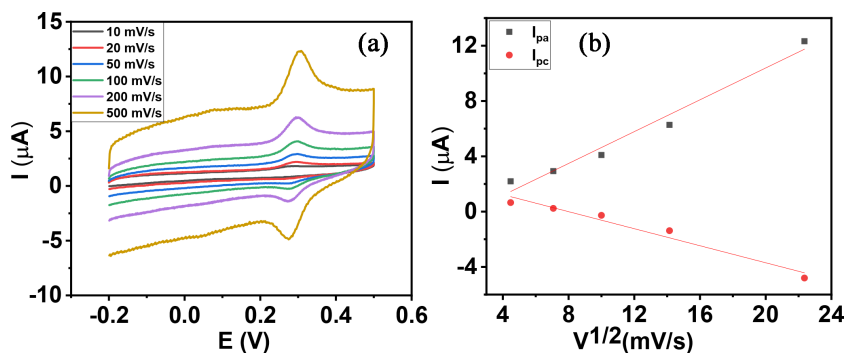 (a)
10 mV/s
20 mV/s
50 mV/s
100 mV/s
200 mV/s
500 mV/s
I (µA)
15
10
5
0
-5
-10
-0.2
0.0
0.2
0.4
0.6
E (V)
(b)
Ipa
Ipc
I (µA)
12
8
4
0
-4
4
8
12
16
20
24
V1/2(mV/s)